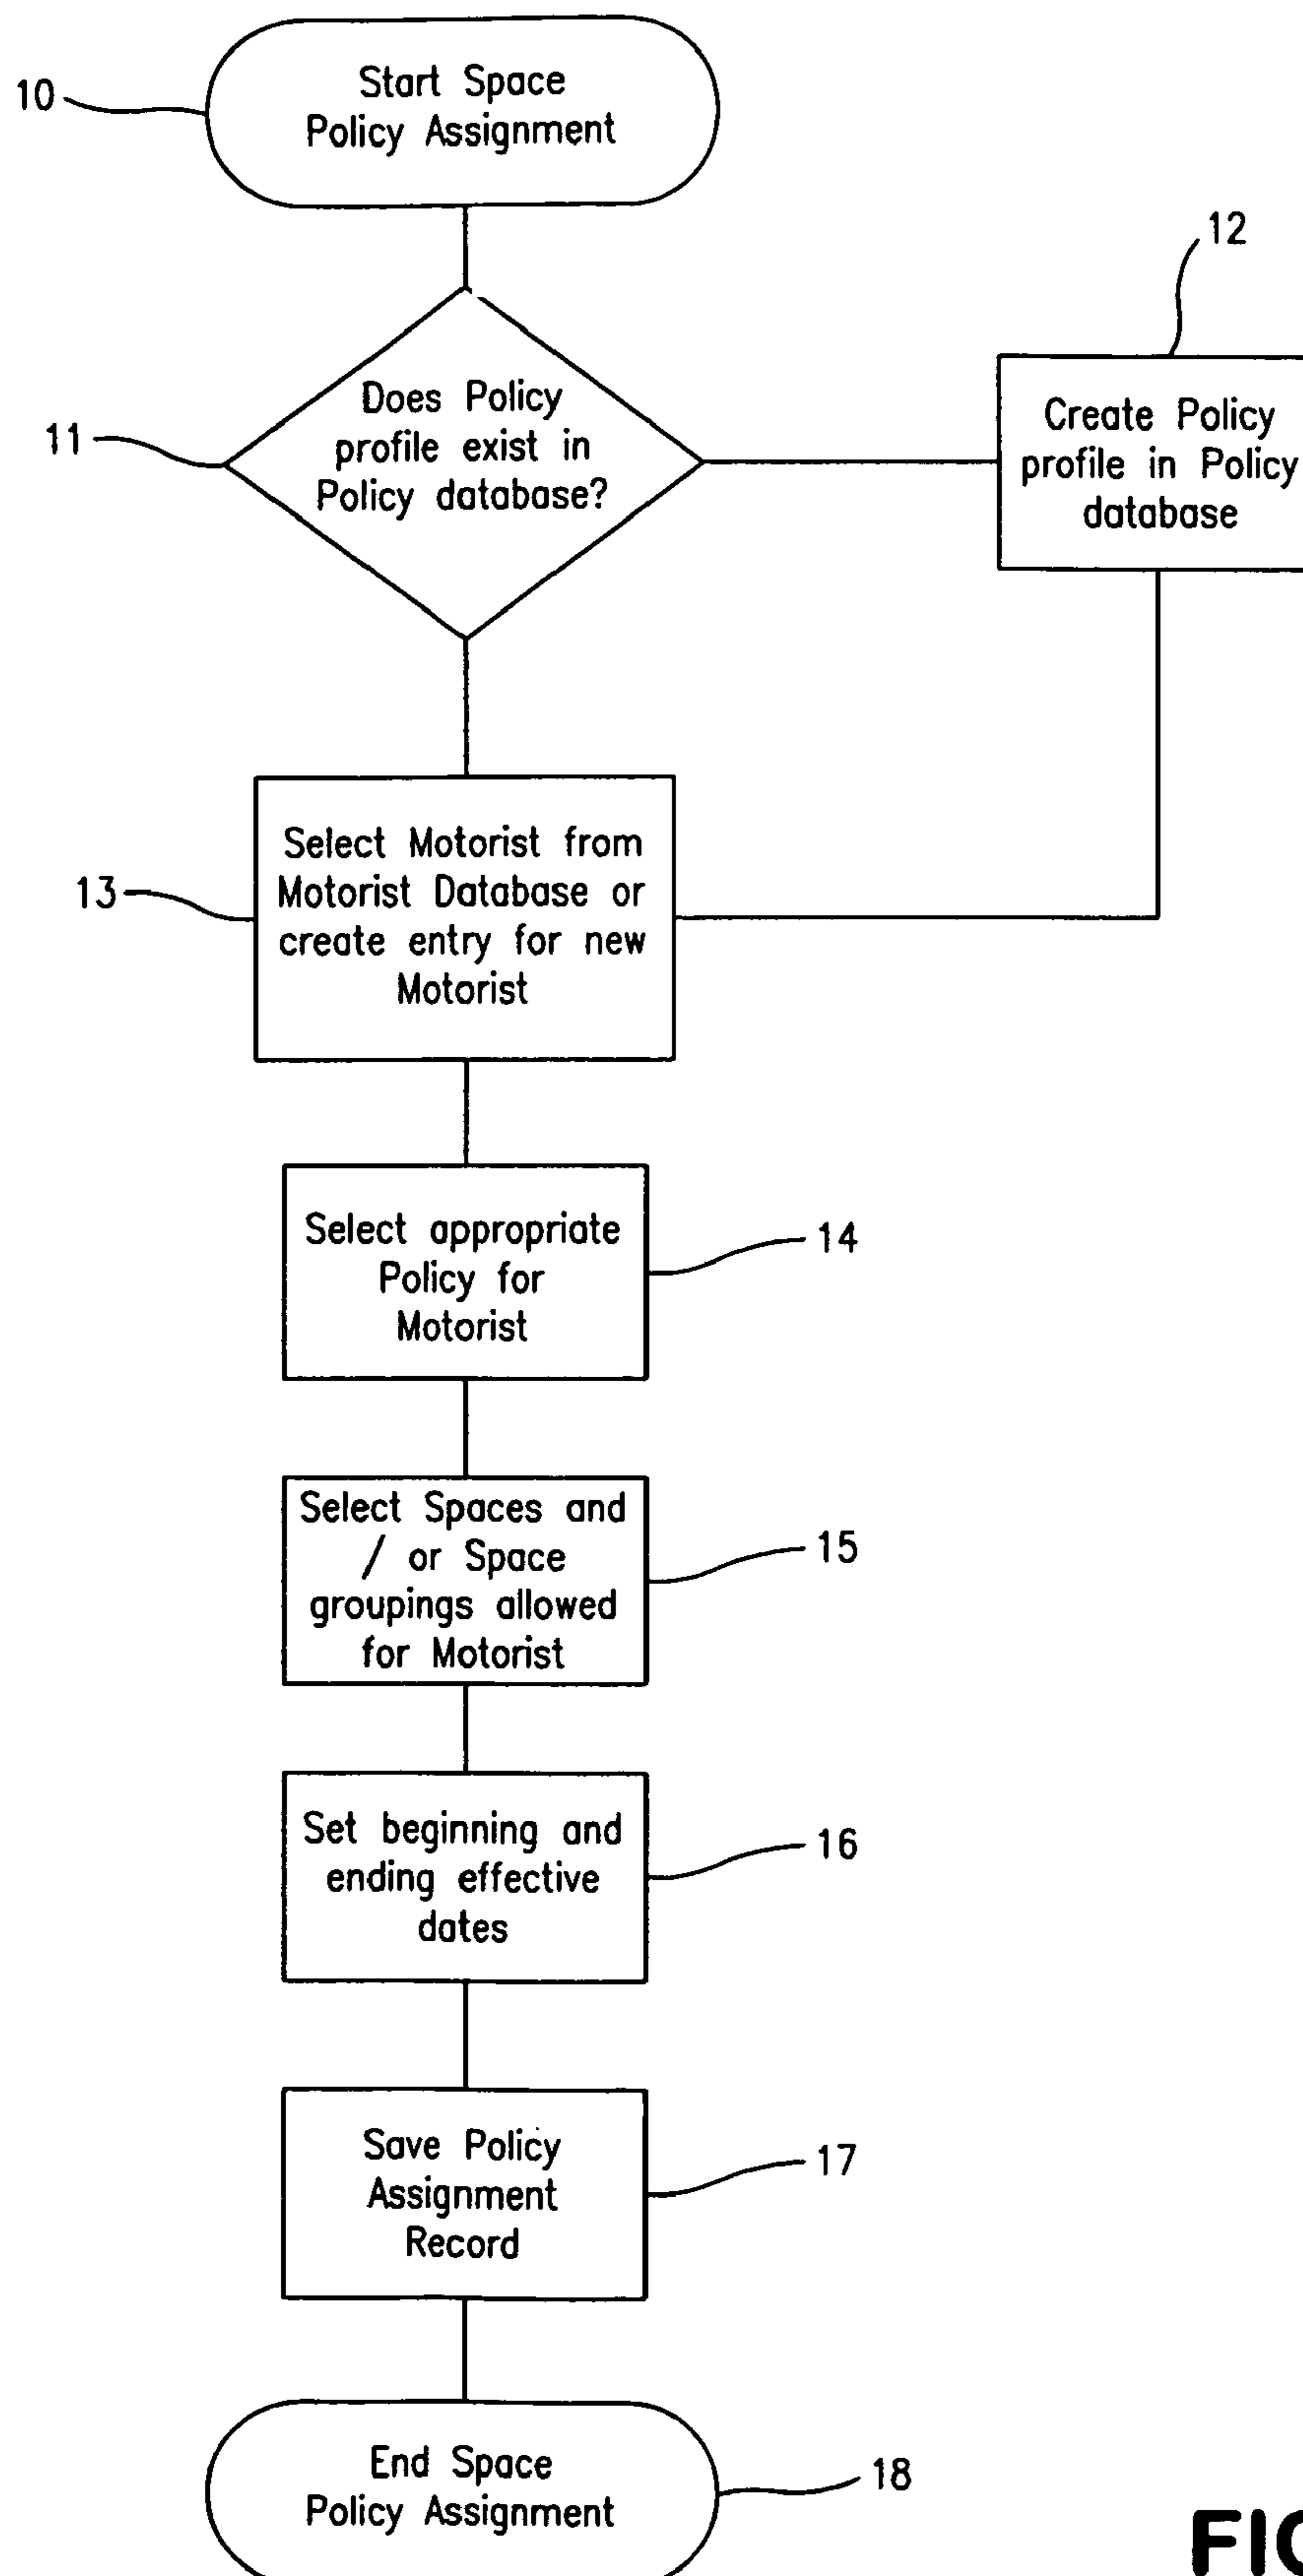 10
Start Space
Policy Assignment
12
11
Does Policy
profile exist in
Policy database?
Create Policy
profile in Policy
database
13
Select Motorist from
Motorist Database or
create entry for new
Motorist
Select appropriate
Policy for
Motorist
14
Select Spaces and
/ or Space
groupings allowed
for Motorist
15
Set beginning and
ending effective
dates
16
Save Policy
Assignment
Record
17
End Space
Policy Assignment
18